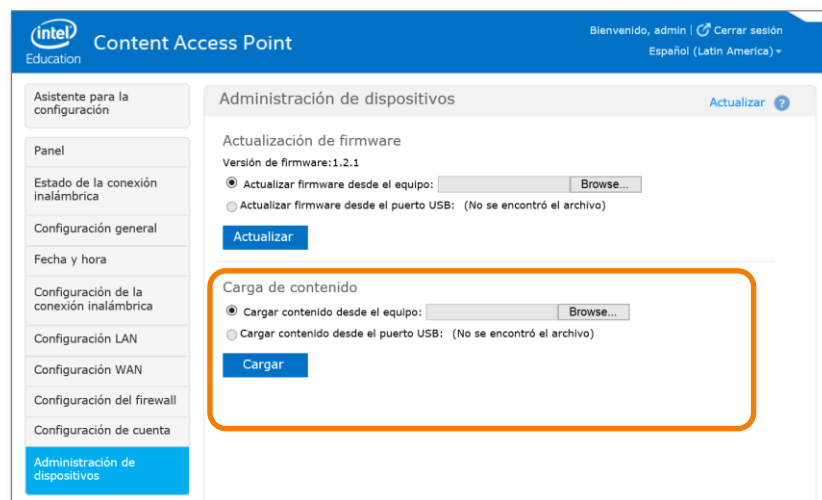 intel
Education
Content Access Point
Bienvenido, admin | Cerrar sesión
Español (Latin America)
Asistente para la
configuración
Panel
Estado de la conexión
inalámbrica
Configuración general
Fecha y hora
Configuración de la
conexión inalámbrica
Configuración LAN
Configuración WAN
Configuración del firewall
Configuración de cuenta
Administración de
dispositivos
Administración de dispositivos
Actualizar ?
Actualización de firmware
Versión de firmware:1.2.1
Actualizar firmware desde el equipo: Browse...
Actualizar firmware desde el puerto USB: (No se encontró el archivo)
Actualizar
Carga de contenido
Cargar contenido desde el equipo: Browse...
Cargar contenido desde el puerto USB: (No se encontró el archivo)
Cargar